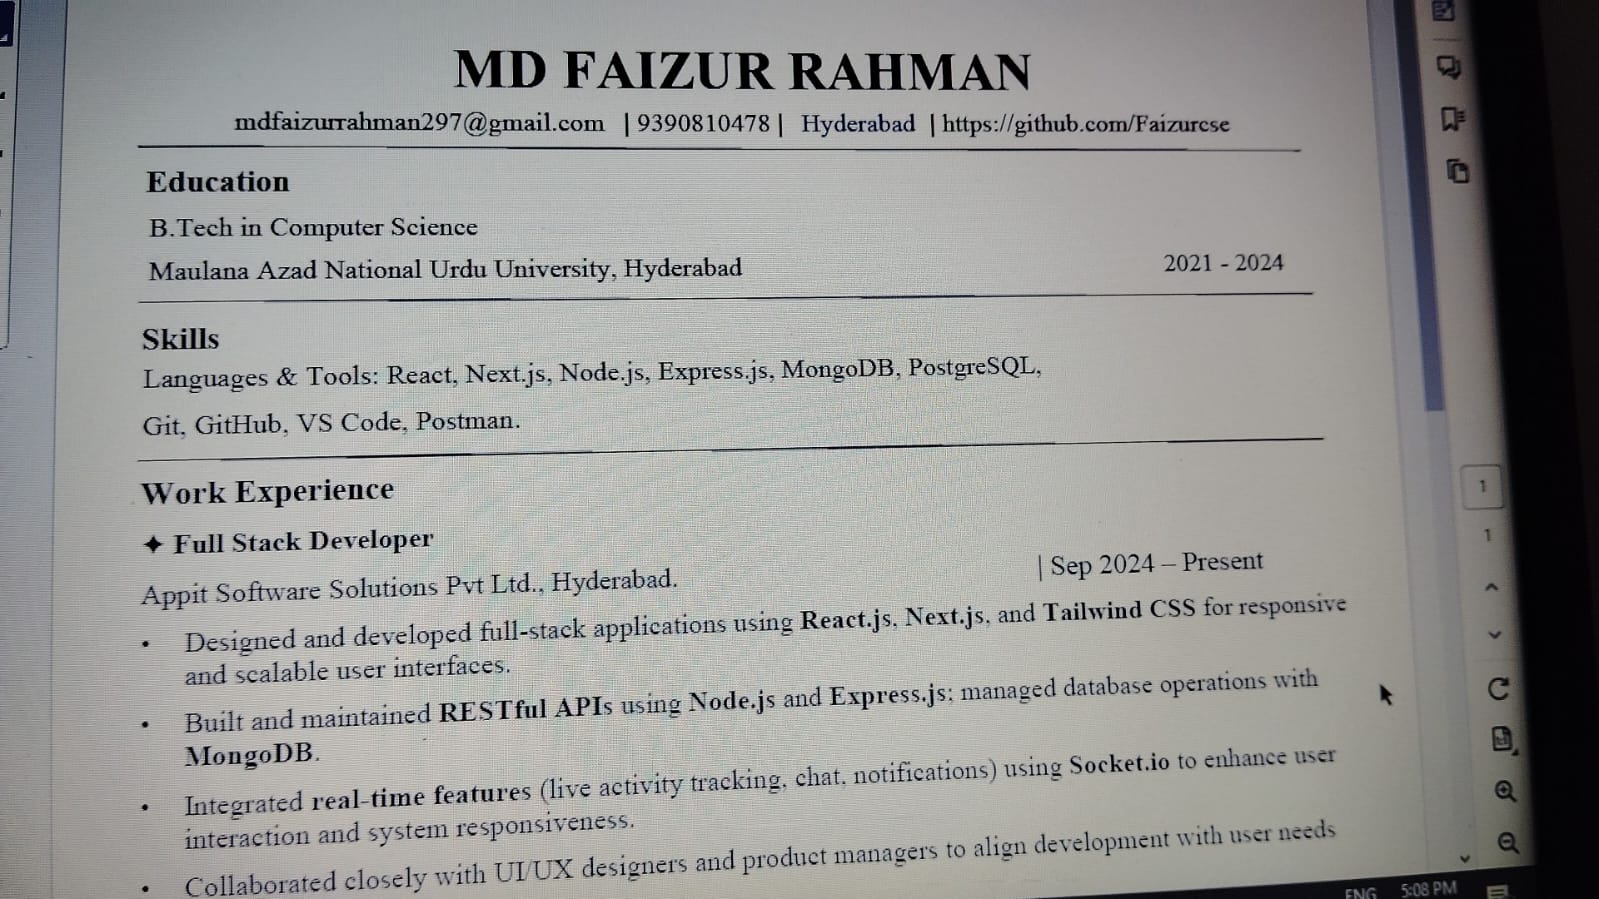 MD FAIZUR RAHMAN
mdfaizurrahman297@gmail.com | 9390810478 | Hyderabad | https://github.com/Faizurcse
Education
B.Tech in Computer Science
Maulana Azad National Urdu University, Hyderabad 2021 - 2024
Skills
Languages & Tools: React, Next.js, Node.js, Express.js, MongoDB, PostgreSQL,
Git, GitHub, VS Code, Postman.
Work Experience
✦ Full Stack Developer
Appit Software Solutions Pvt Ltd., Hyderabad. | Sep 2024 – Present
• Designed and developed full-stack applications using React.js, Next.js, and Tailwind CSS for responsive
and scalable user interfaces.
• Built and maintained RESTful APIs using Node.js and Express.js; managed database operations with
MongoDB.
• Integrated real-time features (live activity tracking, chat, notifications) using Socket.io to enhance user
interaction and system responsiveness.
• Collaborated closely with UI/UX designers and product managers to align development with user needs
1
1
ENG 5:08 PM